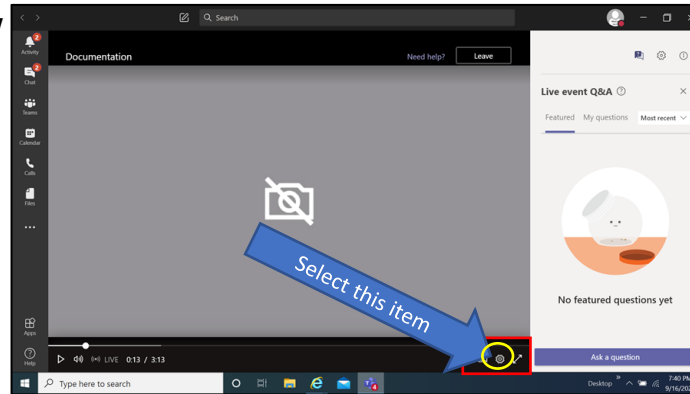 Search
Activity
Chat
Teams
Calendar
Calls
Files
Apps
Help
2
2
Documentation
Need help?
Leave
Select this item
LIVE 0:13 / 3:13
Live event Q&A
Featured My questions Most recent
No featured questions yet
Ask a question
Type here to search
Desktop
7:40 PM